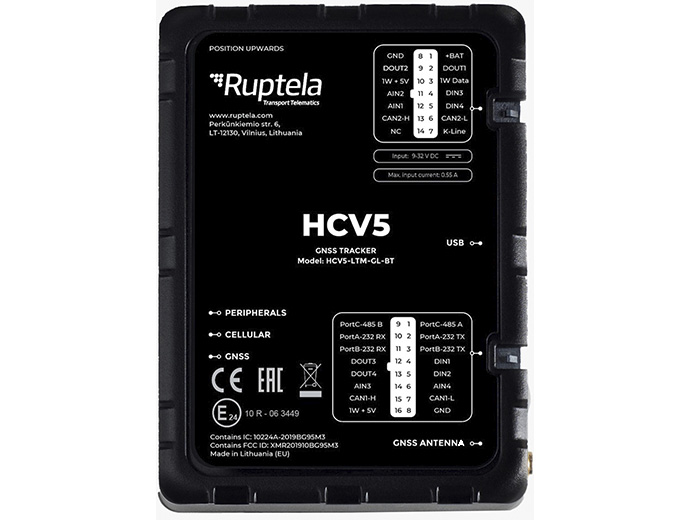 POSITION UPWARDS
Ruptela
Transport Telematics
www.ruptela.com
Perkūnkiemio str. 6,
LT-12130, Vilnius, Lithuania
GND 8 1 +BAT
DOUT2 9 2 DOUT1
1W + 5V 10 3 1W Data
AIN2 11 4 DIN3
AIN1 12 5 DIN4
CAN2-H 13 6 CAN2-L
NC 14 7 K-Line
Input: 9-32 V DC
Max. input current: 0.55 A
HCV5
GNSS TRACKER
Model: HCV5-LTM-GL-BT
USB
PERIPHERALS
CELLULAR
GNSS
PortC-485 B 9 1 PortC-485 A
PortA-232 RX 10 2 PortA-232 TX
PortB-232 RX 11 3 PortB-232 TX
DOUT3 12 4 DIN1
DOUT4 13 5 DIN2
AIN3 14 6 AIN4
CAN1-H 15 7 CAN1-L
1W + 5V 16 8 GND
CE EAC
E24 10 R - 06 3449
Contains IC: 10224A-2019BG95M3
Contains FCC ID: XMR201910BG95M3
Made in Lithuania (EU)
GNSS ANTENNA